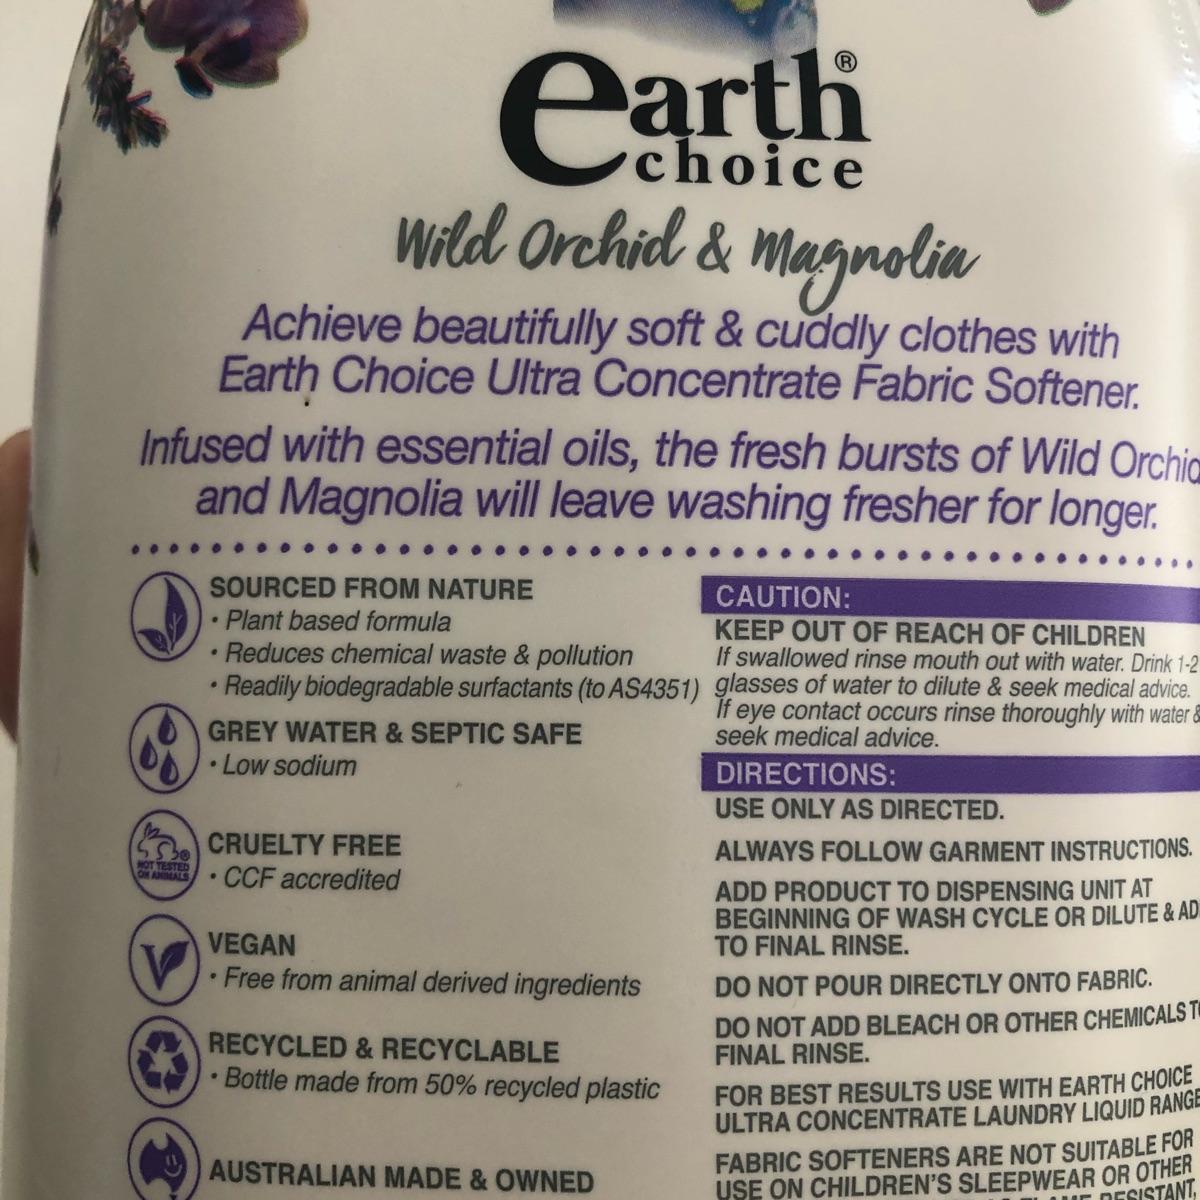 earth®
choice
Wild Orchid & Magnolia
Achieve beautifully soft & cuddly clothes with
Earth Choice Ultra Concentrate Fabric Softener.
Infused with essential oils, the fresh bursts of Wild Orchid
and Magnolia will leave washing fresher for longer.
SOURCED FROM NATURE
• Plant based formula
• Reduces chemical waste & pollution
• Readily biodegradable surfactants (to AS4351)
GREY WATER & SEPTIC SAFE
• Low sodium
NOT TESTED
ON ANIMALS
CRUELTY FREE
• CCF accredited
VEGAN
• Free from animal derived ingredients
RECYCLED & RECYCLABLE
• Bottle made from 50% recycled plastic
AUSTRALIAN MADE & OWNED
CAUTION:
KEEP OUT OF REACH OF CHILDREN
If swallowed rinse mouth out with water. Drink 1-2
glasses of water to dilute & seek medical advice.
If eye contact occurs rinse thoroughly with water &
seek medical advice.
DIRECTIONS:
USE ONLY AS DIRECTED.
ALWAYS FOLLOW GARMENT INSTRUCTIONS.
ADD PRODUCT TO DISPENSING UNIT AT
BEGINNING OF WASH CYCLE OR DILUTE & AD
TO FINAL RINSE.
DO NOT POUR DIRECTLY ONTO FABRIC.
DO NOT ADD BLEACH OR OTHER CHEMICALS TO
FINAL RINSE.
FOR BEST RESULTS USE WITH EARTH CHOICE
ULTRA CONCENTRATE LAUNDRY LIQUID RANGE
FABRIC SOFTENERS ARE NOT SUITABLE FOR
USE ON CHILDREN'S SLEEPWEAR OR OTHER